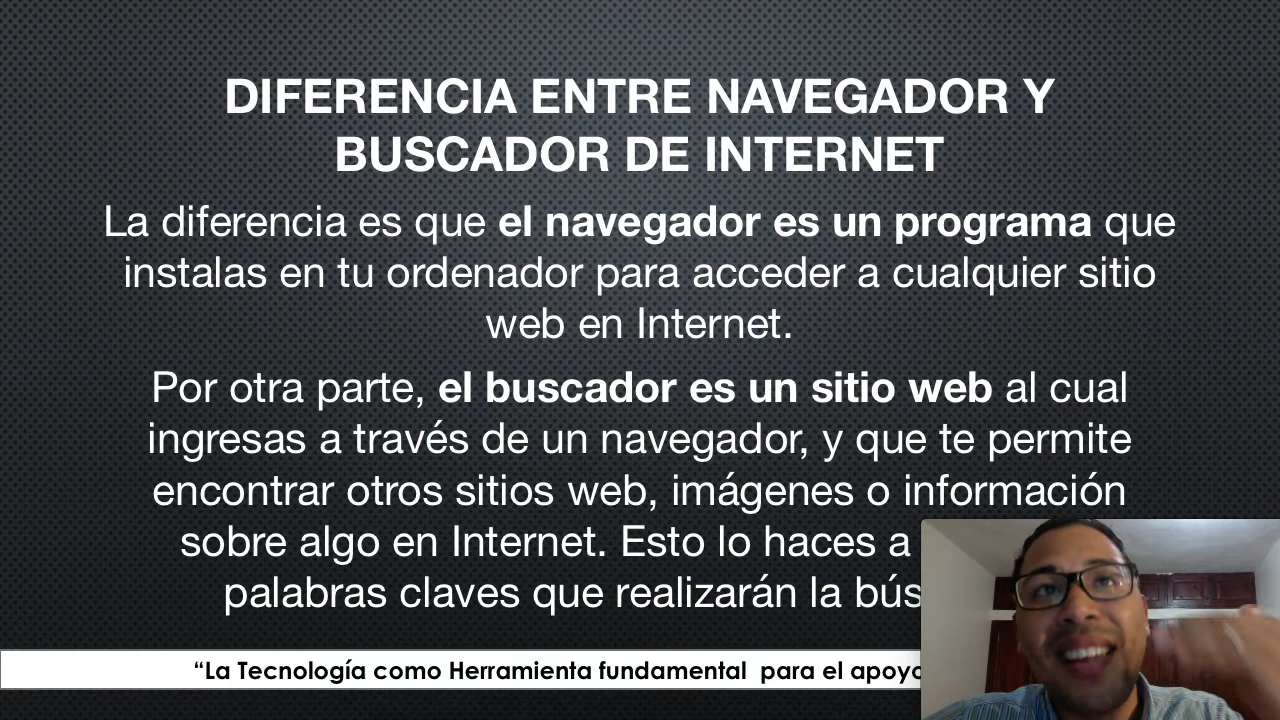 DIFERENCIA ENTRE NAVEGADOR Y
BUSCADOR DE INTERNET
La diferencia es que el navegador es un programa que
instalas en tu ordenador para acceder a cualquier sitio
web en Internet.
Por otra parte, el buscador es un sitio web al cual
ingresas a través de un navegador, y que te permite
encontrar otros sitios web, imágenes o información
sobre algo en Internet. Esto lo haces a
palabras claves que realizarán la bús
“La Tecnología como Herramienta fundamental para el apoyo